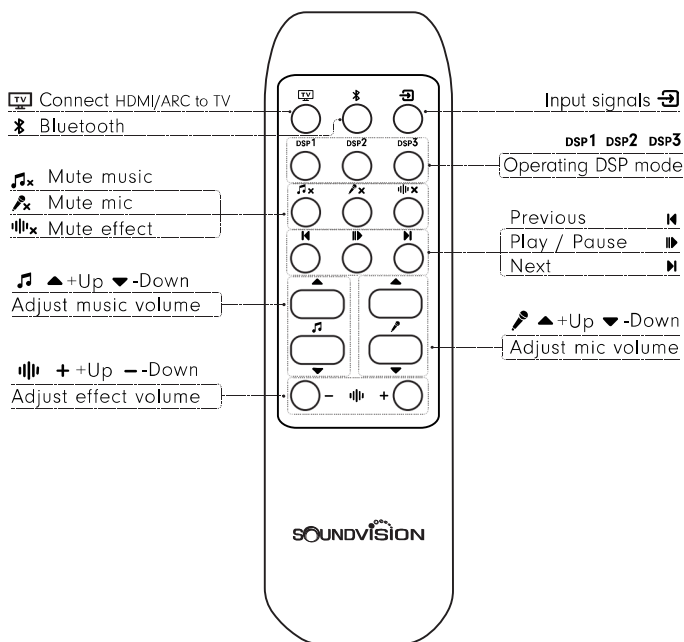 TV Connect HDMI/ARC to TV
Bluetooth
Mute music
Mute mic
Mute effect
+Up -Down
Adjust music volume
+ +Up - -Down
Adjust effect volume
TV
DSP1 DSP2 DSP3
- +
SOUNDVISION
Input signals
DSP1 DSP2 DSP3
Operating DSP mode
Previous
Play / Pause
Next
+Up -Down
Adjust mic volume